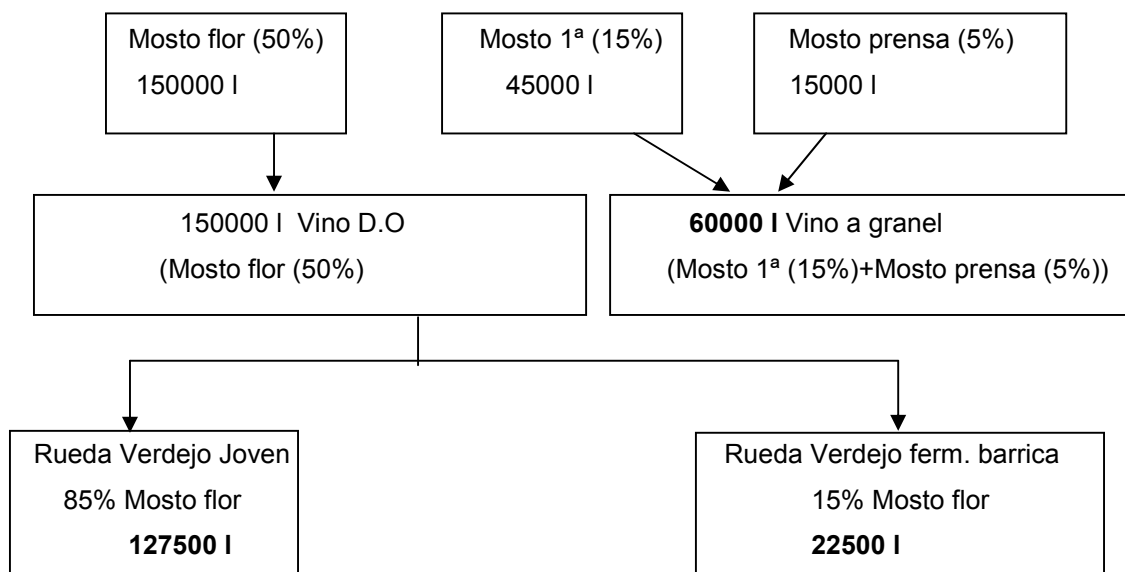 Mosto flor (50%)
150000 l
Mosto 1ª (15%)
45000 l
Mosto prensa (5%)
15000 l
150000 l Vino D.O
(Mosto flor (50%)
60000 l Vino a granel
(Mosto 1ª (15%)+Mosto prensa (5%))
Rueda Verdejo Joven
85% Mosto flor
127500 l
Rueda Verdejo ferm. barrica
15% Mosto flor
22500 l